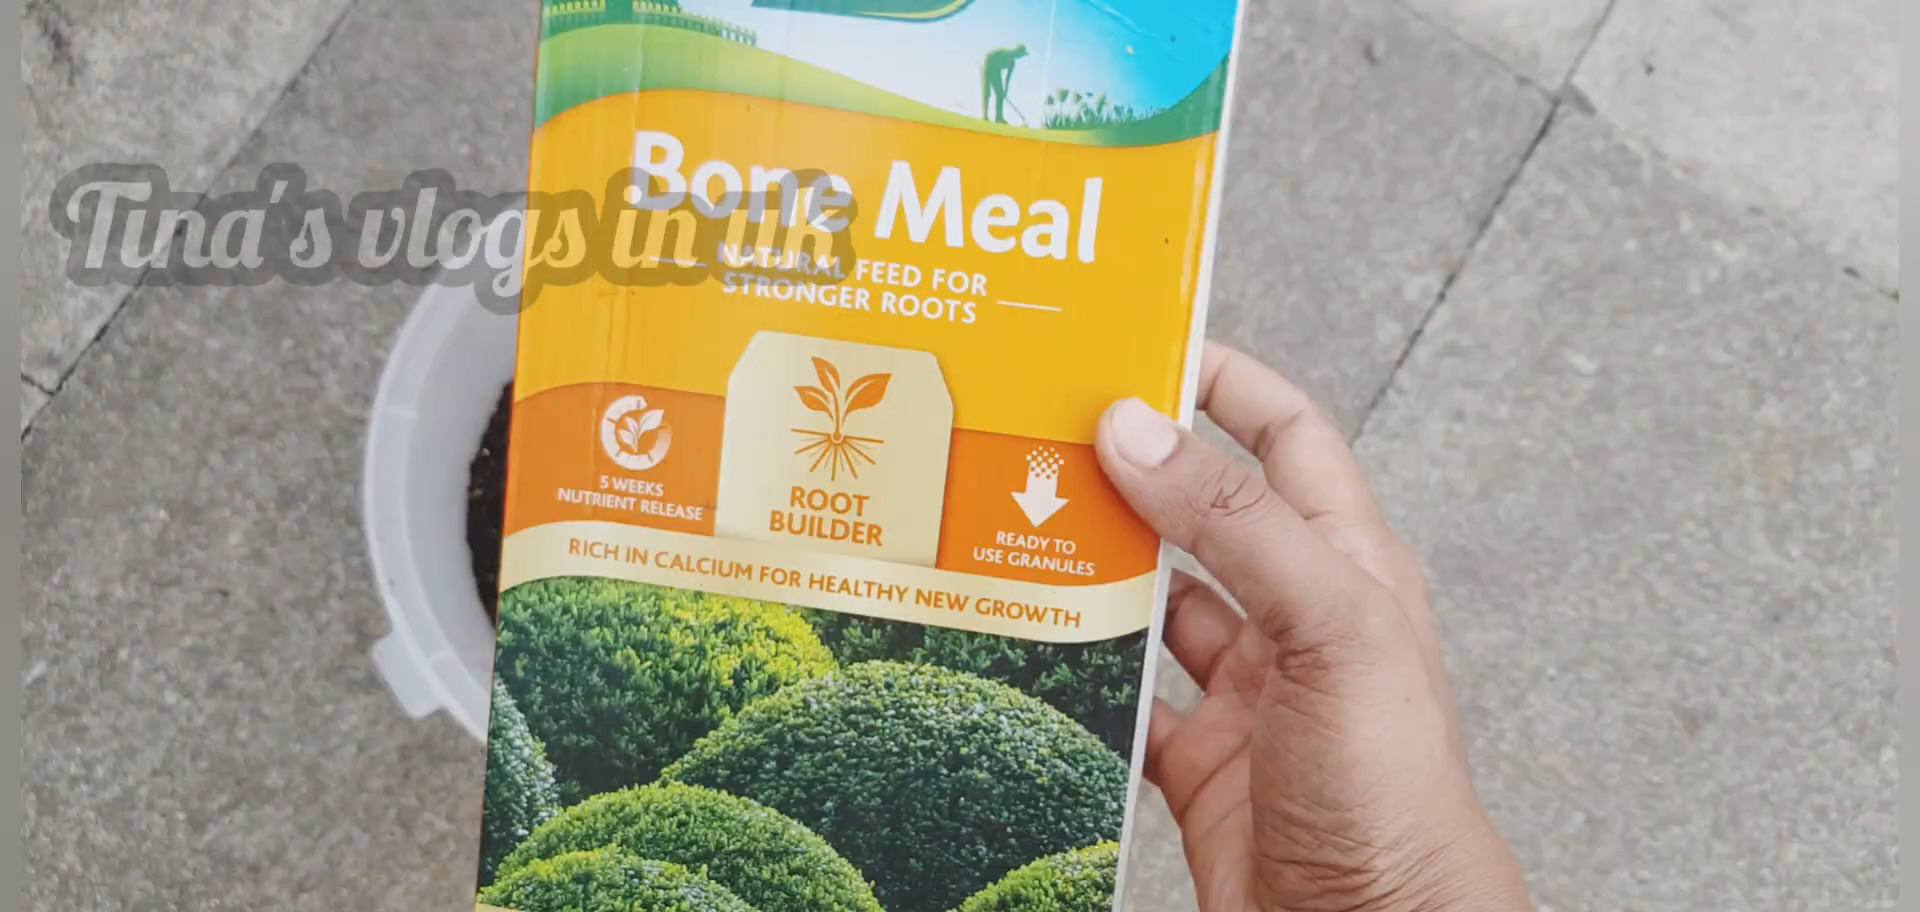 Tina's vlogs in uk
Bone Meal
NATURAL FEED FOR
STRONGER ROOTS
5 WEEKS
NUTRIENT RELEASE
ROOT
BUILDER
READY TO
USE GRANULES
RICH IN CALCIUM FOR HEALTHY NEW GROWTH